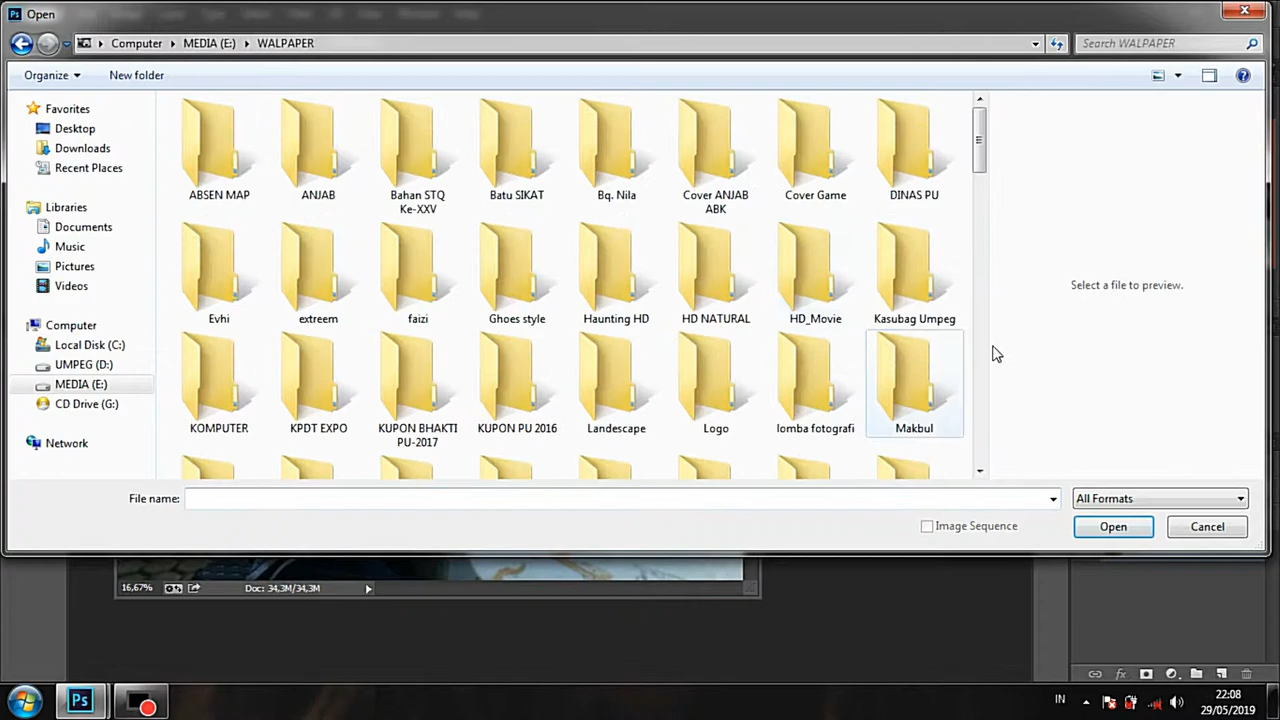 Ps Open
Computer MEDIA (E:) WALPAPER
Search WALPAPER
Organize New folder
Favorites
Desktop
Downloads
Recent Places
Libraries
Documents
Music
Pictures
Videos
Computer
Local Disk (C:)
UMPEG (D:)
MEDIA (E:)
CD Drive (G:)
Network
ABSEN MAP
ANJAB
Bahan STQ
Ke-XXV
Batu SIKAT
Bq. Nila
Cover ANJAB
ABK
Cover Game
DINAS PU
Evhi
extreem
faizi
Ghoes style
Haunting HD
HD NATURAL
HD_Movie
Kasubag Umpeg
KOMPUTER
KPDT EXPO
KUPON BHAKTI
PU-2017
KUPON PU 2016
Landescape
Logo
lomba fotografi
Makbul
Select a file to preview.
File name:
All Formats
Image Sequence
Open
Cancel
16,67%
Doc: 34,3M/34,3M
fx
Ps
IN
22:08
29/05/2019